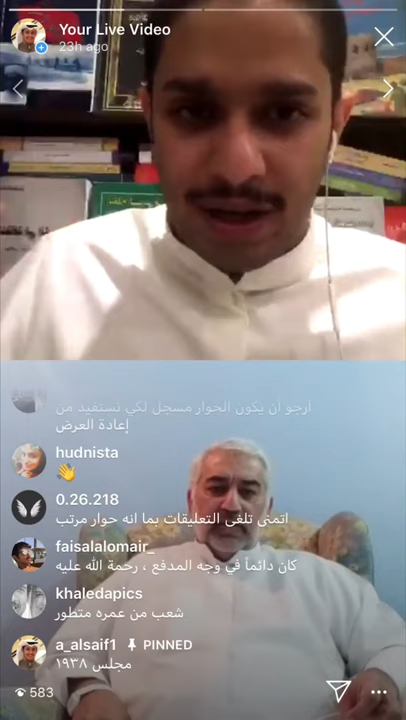 Your Live Video
23h ago
ارجو أن يكون الحوار مسجل لكي نستفيد من
إعادة العرض
hudnista
👋
0.26.218
اتمنى تلغى التعليقات بما انه حوار مرتب
faisalalomair_
كان دائماً في وجه المدفع ، رحمة الله عليه
khaledapics
شعب من عمره متطور
a_alsaif1 PINNED
مجلس ١٩٣٨
583